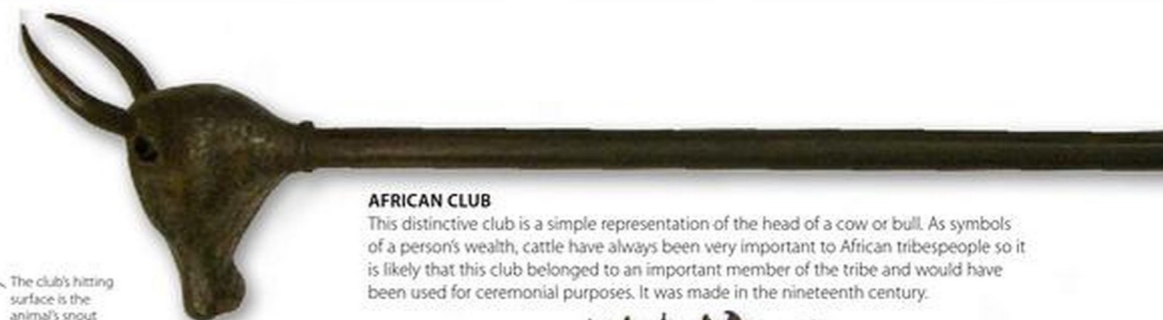 AFRICAN CLUB
This distinctive club is a simple representation of the head of a cow or bull. As symbols
of a person's wealth, cattle have always been very important to African tribespeople so it
is likely that this club belonged to an important member of the tribe and would have
been used for ceremonial purposes. It was made in the nineteenth century.
The club's hitting
surface is the
animal's snout